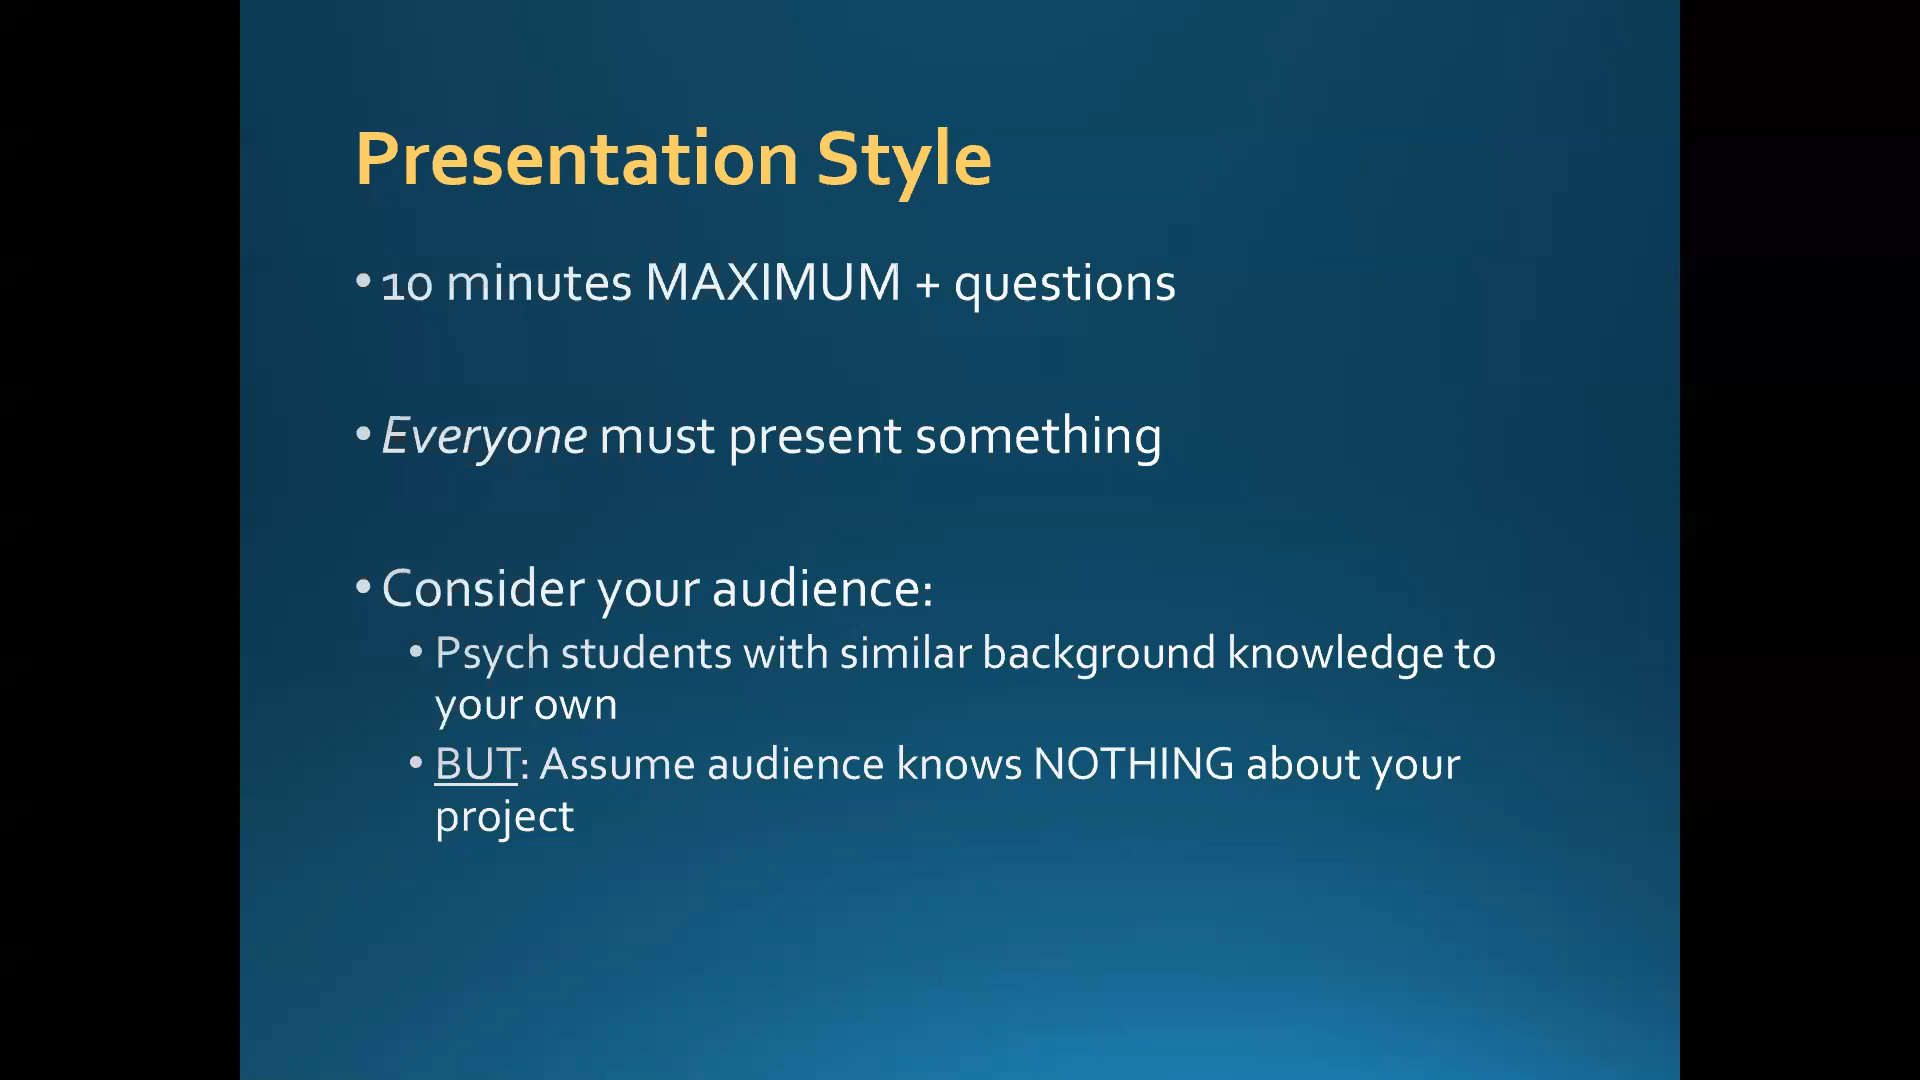 Presentation Style
• 10 minutes MAXIMUM + questions
• Everyone must present something
• Consider your audience:
• Psych students with similar background knowledge to
your own
• BUT: Assume audience knows NOTHING about your
project